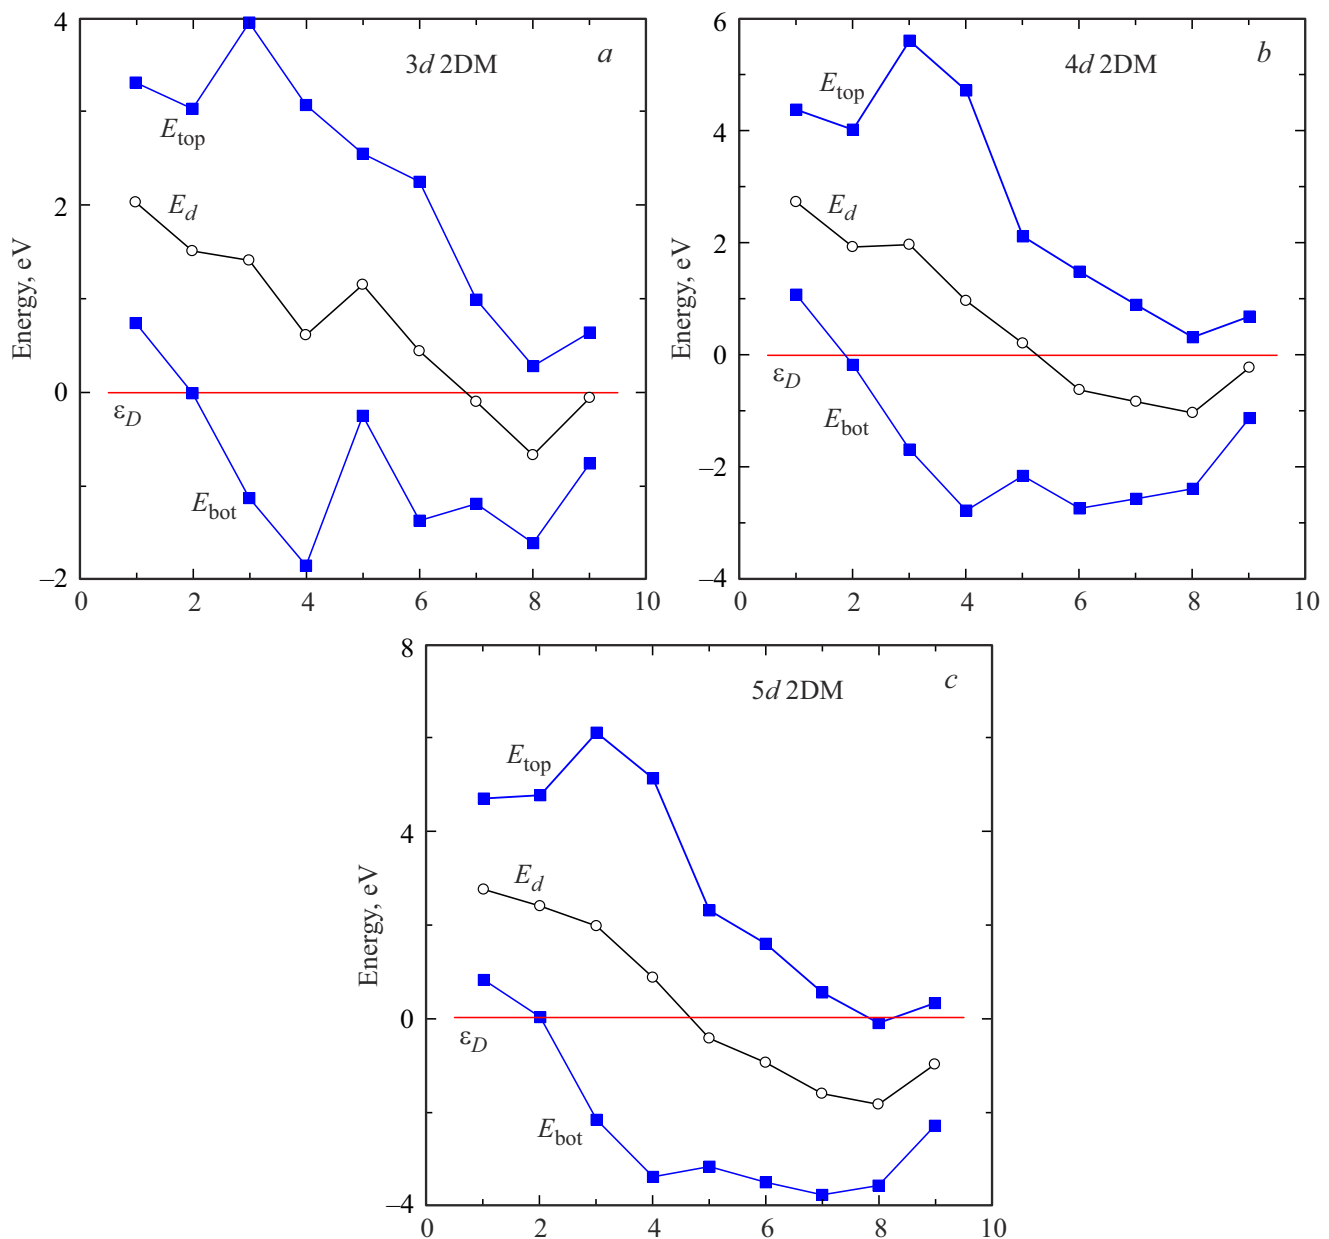 4
3d 2DM
a
E_top
2
E_d
Energy, eV
0
ε_D
E_bot
–2
0 2 4 6 8 10
6
4d 2DM
b
E_top
4
E_d
2
Energy, eV
0
ε_D
E_bot
–2
–4
0 2 4 6 8 10
8
5d 2DM
c
E_top
4
E_d
Energy, eV
0
ε_D
E_bot
–4
0 2 4 6 8 10